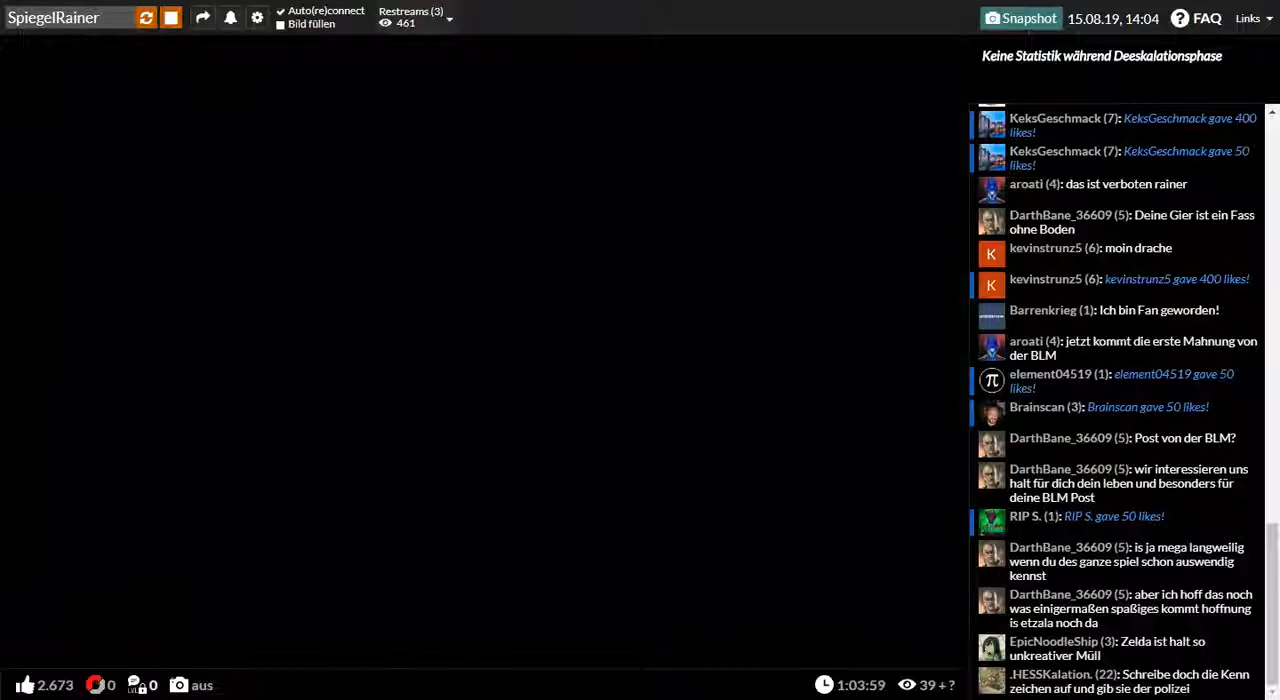 SpiegelRainer
Auto(re)connect
Bild füllen
Restreams (3)
461
Snapshot
15.08.19, 14:04
? FAQ
Links
Keine Statistik während Deeskalationsphase
KeksGeschmack (7): KeksGeschmack gave 400
likes!
KeksGeschmack (7): KeksGeschmack gave 50
likes!
aroati (4): das ist verboten rainer
DarthBane_36609 (5): Deine Gier ist ein Fass
ohne Boden
K
kevinstrunz5 (6): moin drache
K
kevinstrunz5 (6): kevinstrunz5 gave 400 likes!
Barrenkrieg (1): Ich bin Fan geworden!
aroati (4): jetzt kommt die erste Mahnung von
der BLM
π
element04519 (1): element04519 gave 50
likes!
Brainscan (3): Brainscan gave 50 likes!
DarthBane_36609 (5): Post von der BLM?
DarthBane_36609 (5): wir interessieren uns
halt für dich dein leben und besonders für
deine BLM Post
RIP S. (1): RIP S. gave 50 likes!
DarthBane_36609 (5): is ja mega langweilig
wenn du des ganze spiel schon auswendig
kennst
DarthBane_36609 (5): aber ich hoff das noch
was einigermaßen spaßiges kommt hoffnung
is etzala noch da
EpicNoodleShip (3): Zelda ist halt so
unkreativer Müll
.HESSKalation. (22): Schreibe doch die Kenn
zeichen auf und gib sie der polizei
2.673
0
LVL
0
aus
1:03:59
39 + ?